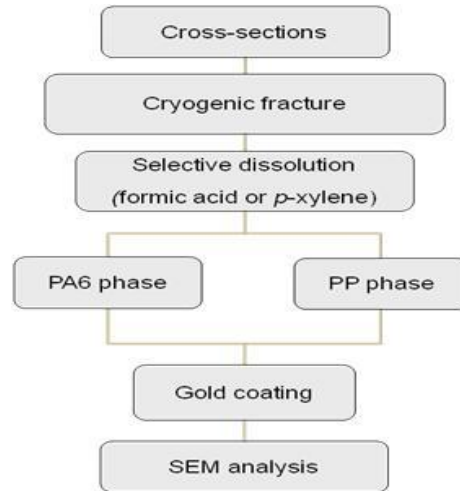 Cross-sections
Cryogenic fracture
Selective dissolution
(formic acid or p-xylene)
PA6 phase
PP phase
Gold coating
SEM analysis